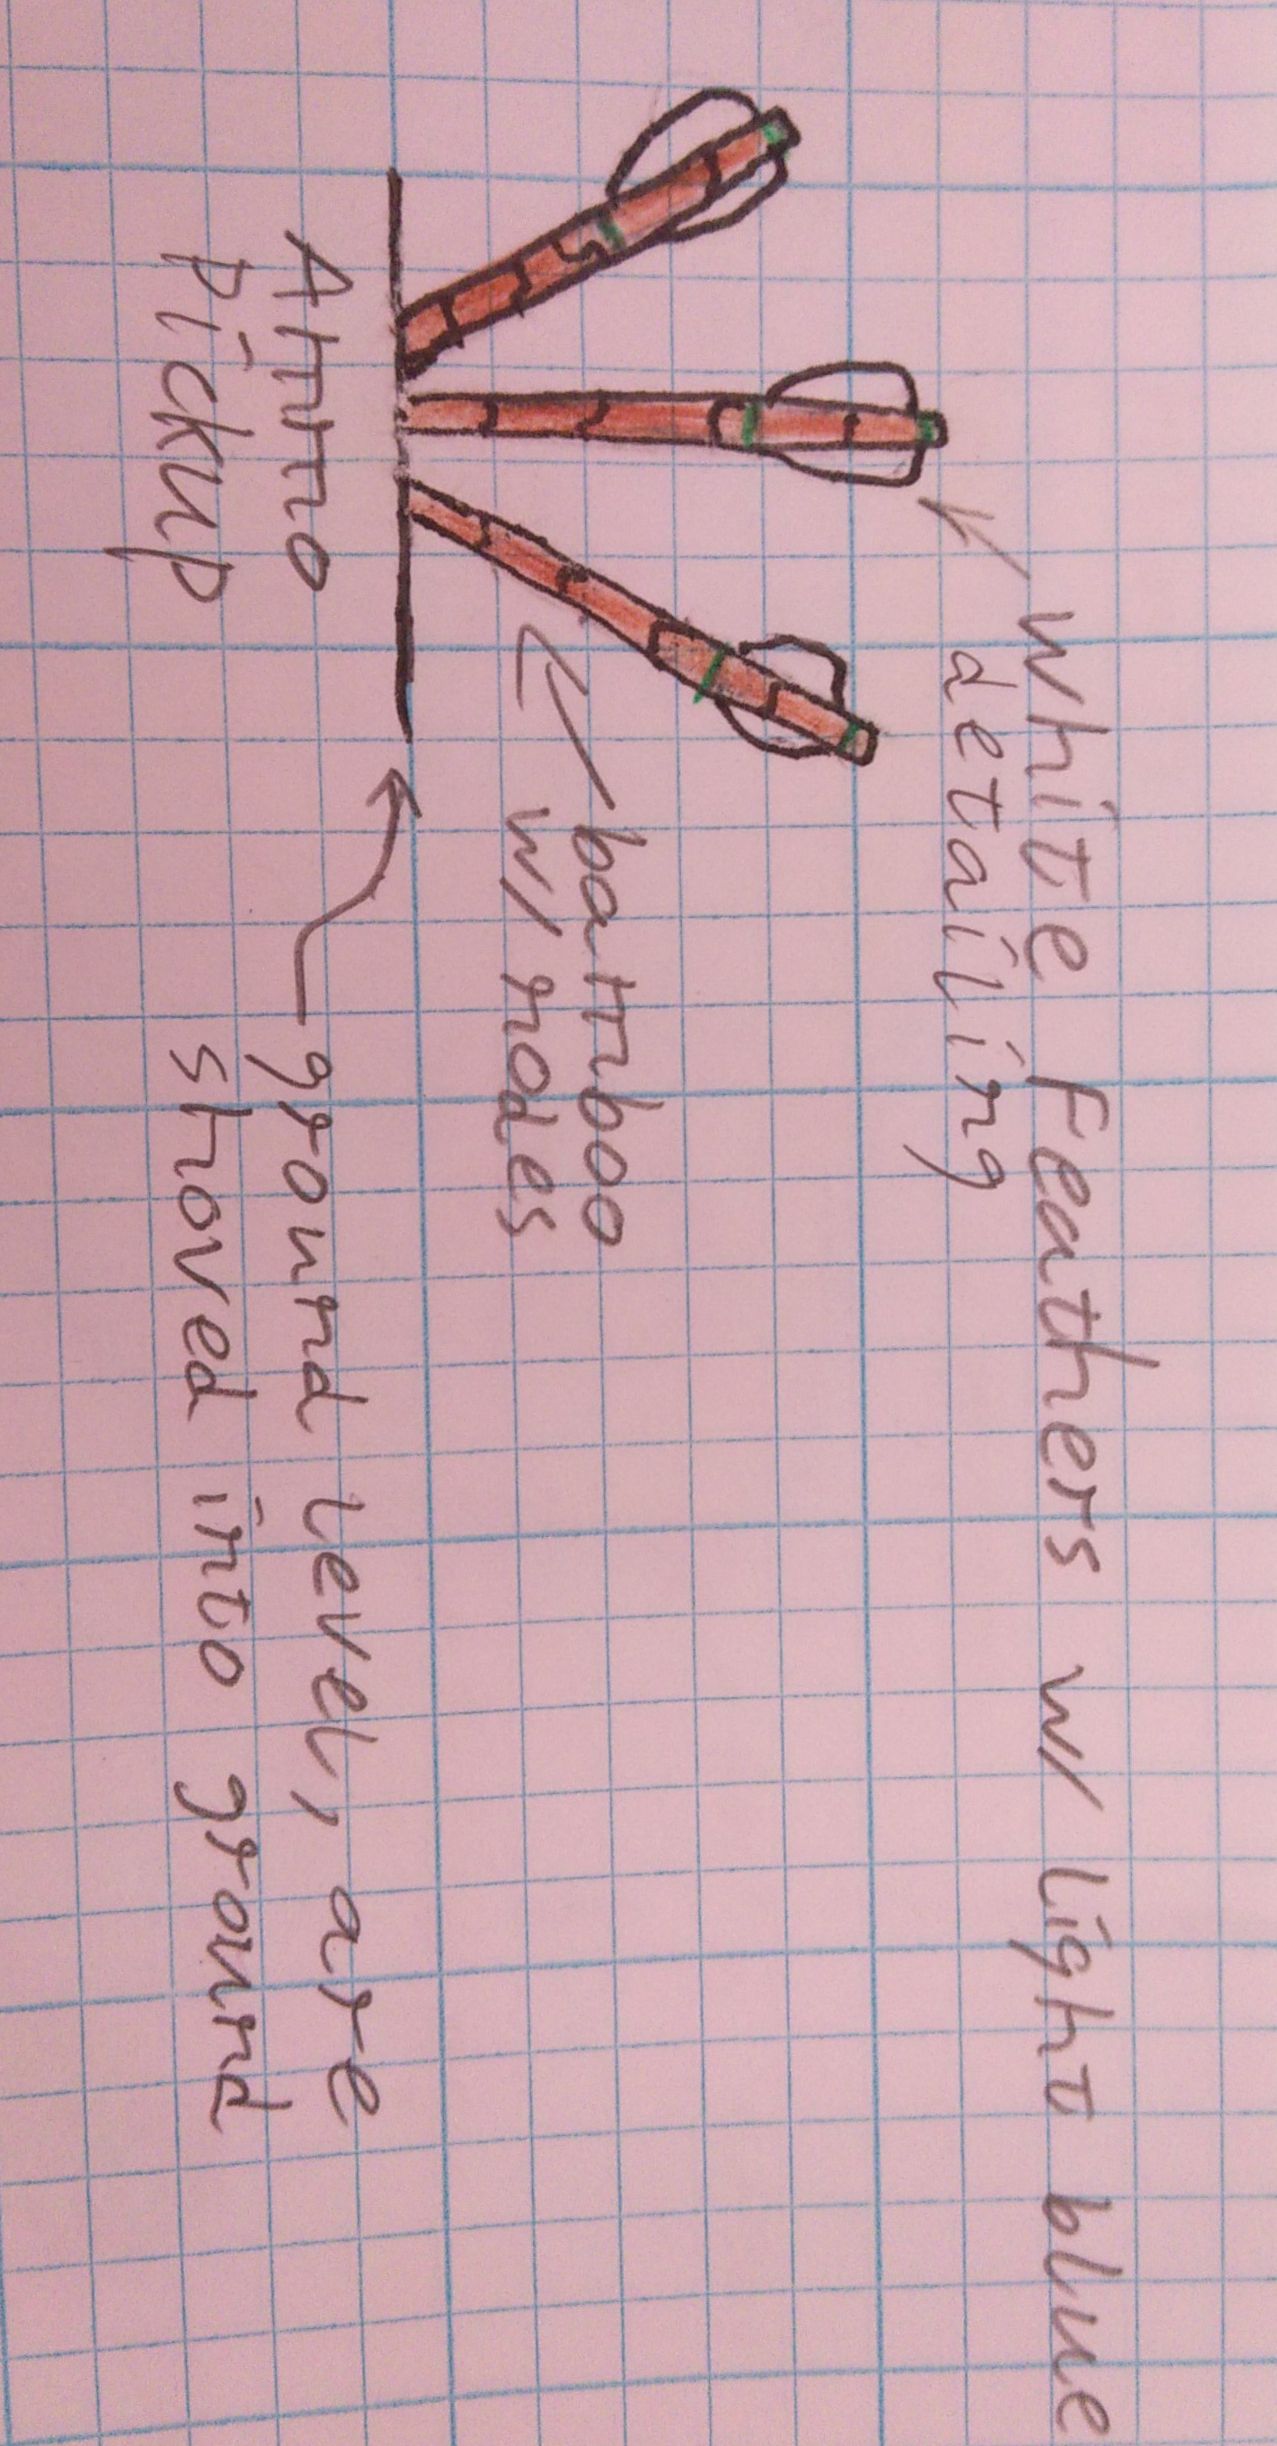 white Feathers w/ light blue
detailing
bamboo
w/ nodes
ground level, are
shoved into ground
Ammo
pickup